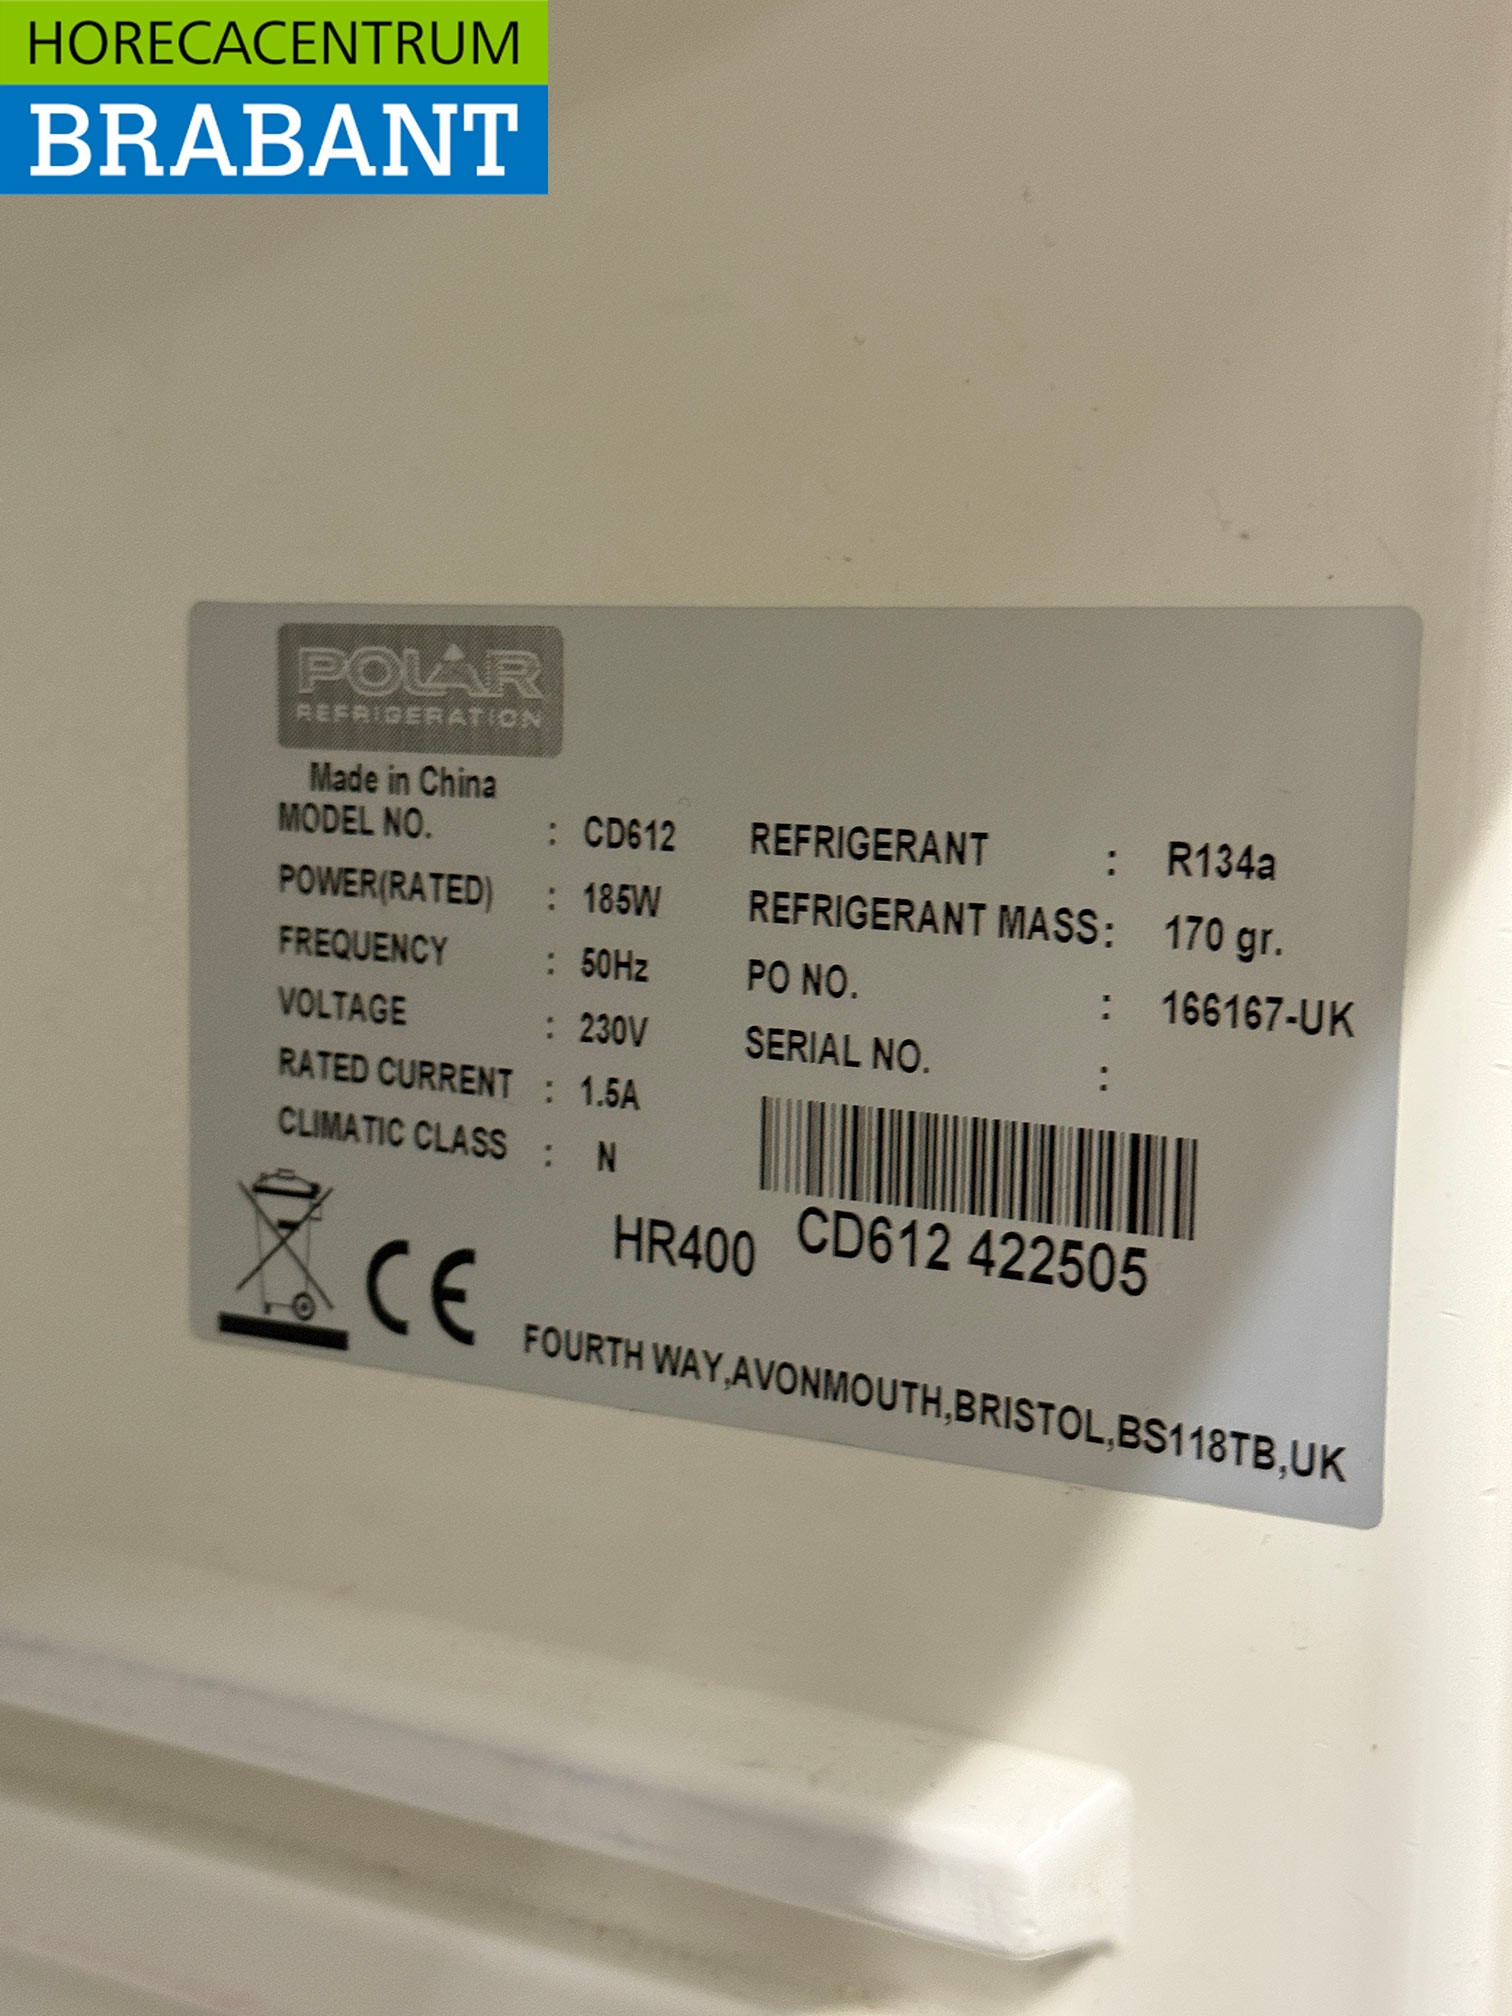 HORECACENTRUM
BRABANT
POLAR
REFRIGERATION
Made in China
MODEL NO. : CD612
POWER(RATED) : 185W
FREQUENCY : 50Hz
VOLTAGE : 230V
RATED CURRENT : 1.5A
CLIMATIC CLASS : N
REFRIGERANT : R134a
REFRIGERANT MASS: 170 gr.
PO NO. : 166167-UK
SERIAL NO. :
HR400 CD612 422505
CE
FOURTH WAY,AVONMOUTH,BRISTOL,BS118TB,UK